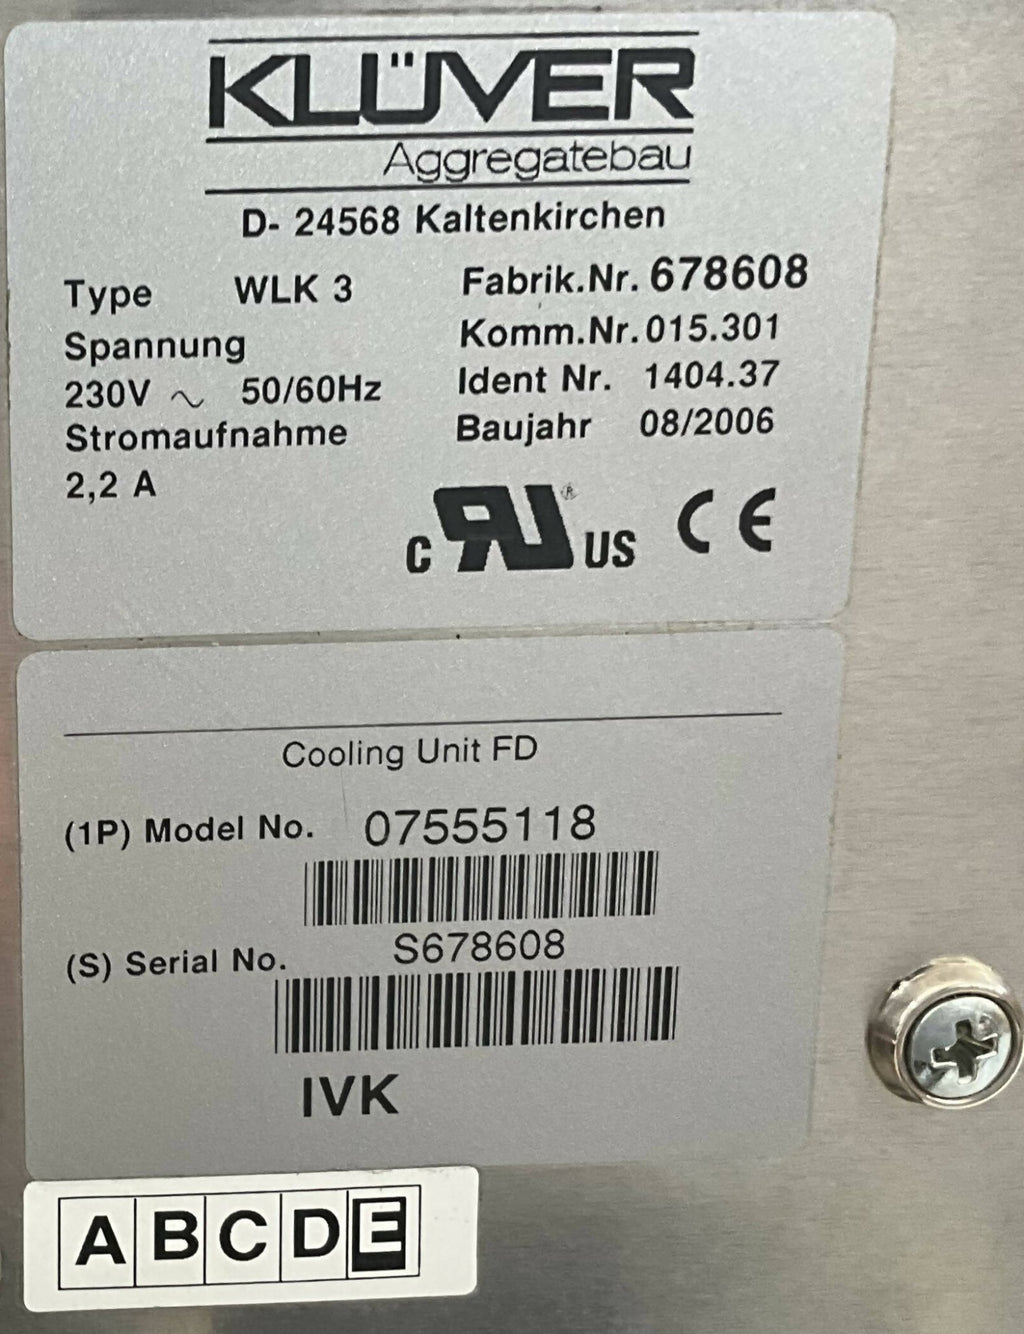 KLÜVER
Aggregatebau
D- 24568 Kaltenkirchen
Type WLK 3
Spannung
230V ~ 50/60Hz
Stromaufnahme
2,2 A
Fabrik.Nr. 678608
Komm.Nr. 015.301
Ident Nr. 1404.37
Baujahr 08/2006
c RU ® US CE
Cooling Unit FD
(1P) Model No. 07555118
(S) Serial No. S678608
IVK
A B C D E